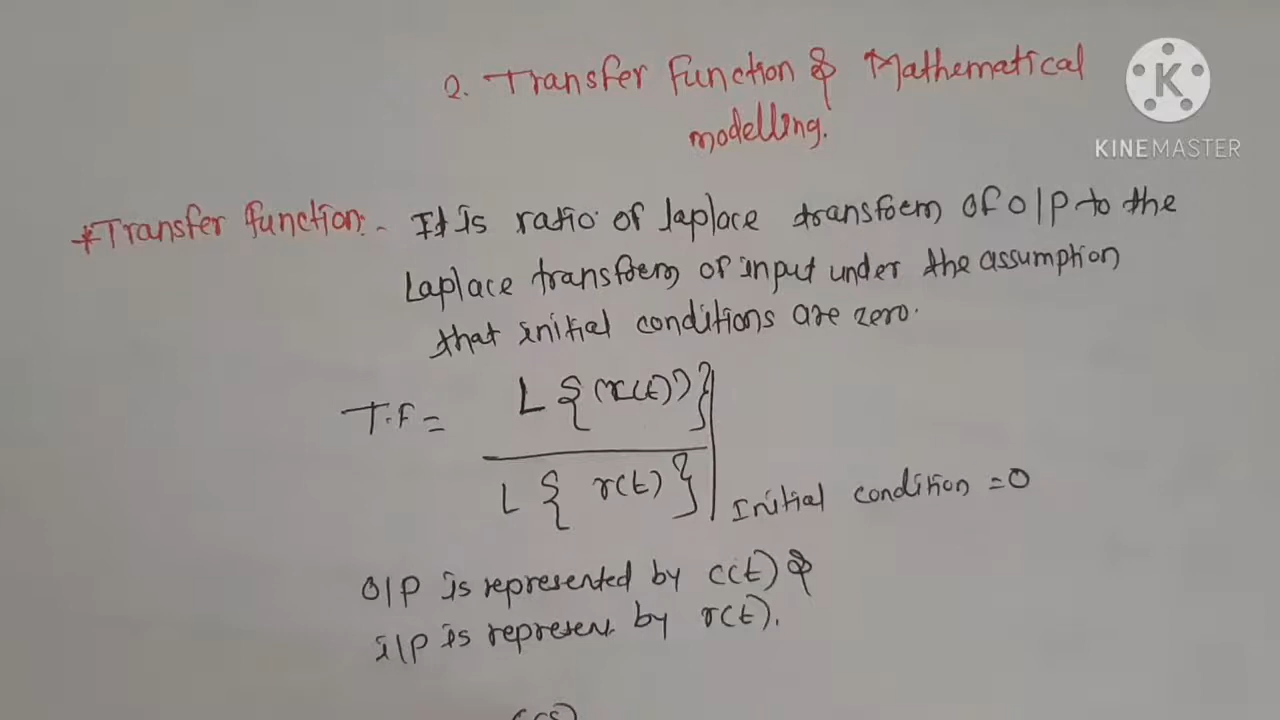 2. Transfer Function & Mathematical
modelling.
KINEMASTER
*Transfer function:- It is ratio of laplace transform of O/P to the
Laplace transform of input under the assumption
that initial conditions are zero.
T.F = L { (t) }
L { r(t) } | Initial condition = 0
O/P is represented by c(t) &
i/P is represent by r(t).